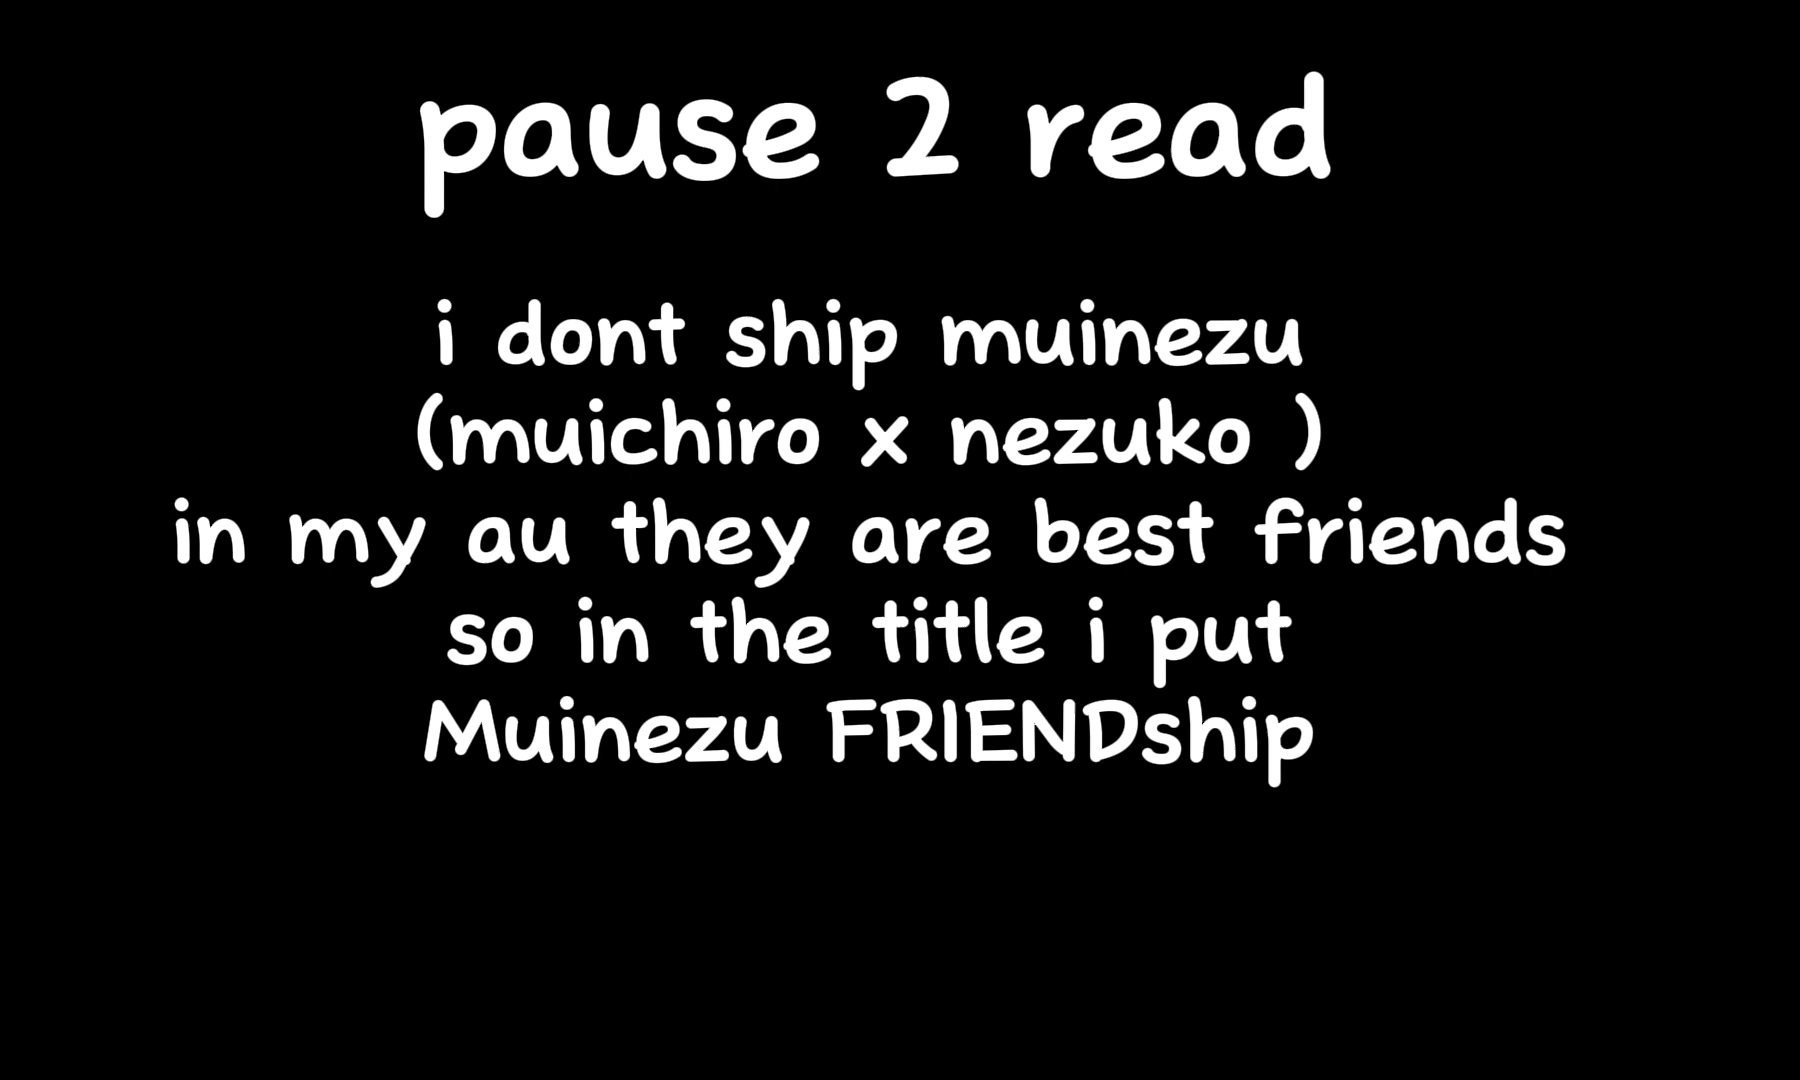 pause 2 read
i dont ship muinezu
(muichiro x nezuko )
in my au they are best friends
so in the title i put
Muinezu FRIENDship